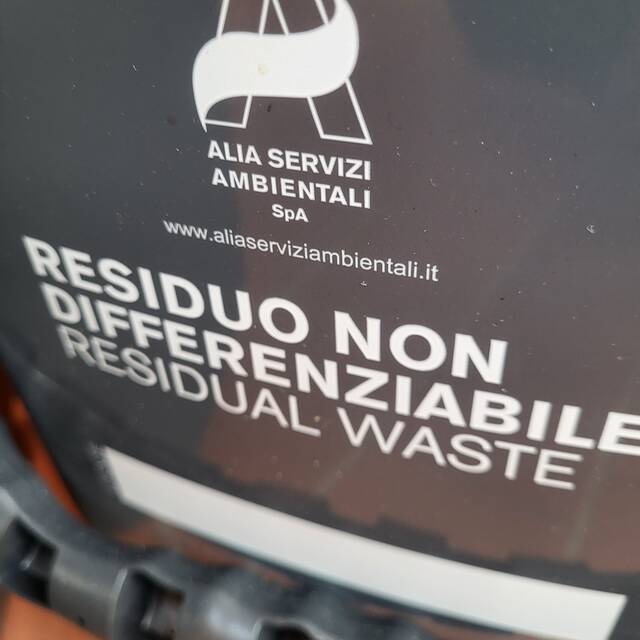 ALIA SERVIZI
AMBIENTALI
SpA
www.aliaserviziambientali.it
RESIDUO NON
DIFFERENZIABILE
RESIDUAL WASTE